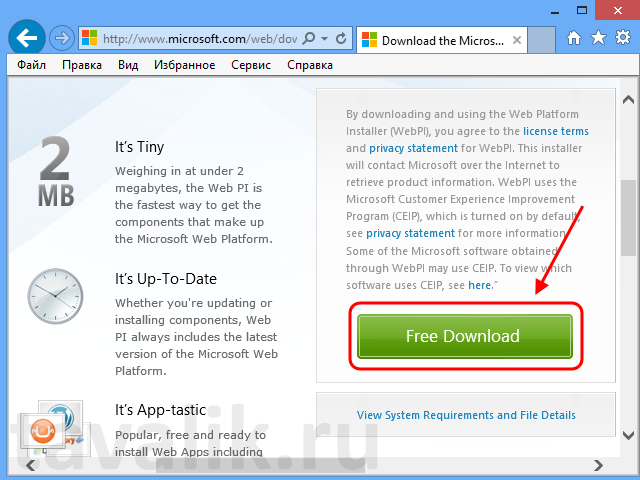 http://www.microsoft.com/web/dov
Download the Micros...
Файл Правка Вид Избранное Сервис Справка
2
MB
It's Tiny
Weighing in at under 2
megabytes, the Web PI is
the fastest way to get the
components that make up
the Microsoft Web Platform.
It's Up-To-Date
Whether you're updating or
installing components, Web
PI always includes the latest
version of the Microsoft Web
Platform.
It's App-tastic
Popular, free and ready to
install Web Apps including
By downloading and using the Web Platform
Installer (WebPI), you agree to the license terms
and privacy statement for WebPI. This installer
will contact Microsoft over the Internet to
retrieve product information. WebPI uses the
Microsoft Customer Experience Improvement
Program (CEIP), which is turned on by default,
see privacy statement for more information.
Some of the Microsoft software obtained
through WebPI may use CEIP. To view which
software uses CEIP, see here."
Free Download
View System Requirements and File Details
tavalik.ru